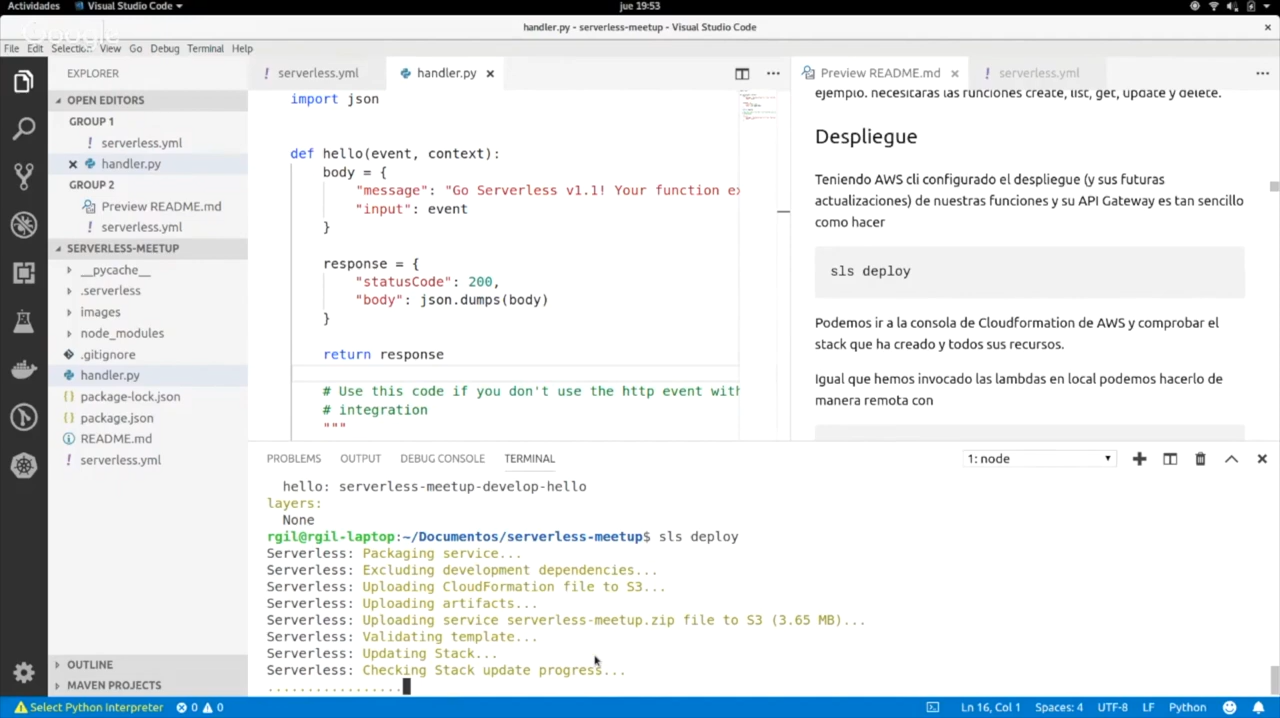 Actividades
Visual Studio Code
jue 19:53
handler.py - serverless-meetup - Visual Studio Code
File Edit Selection View Go Debug Terminal Help
EXPLORER
OPEN EDITORS
GROUP 1
serverless.yml
handler.py
GROUP 2
Preview README.md
serverless.yml
SERVERLESS-MEETUP
__pycache__
.serverless
images
node_modules
.gitignore
handler.py
package-lock.json
package.json
README.md
serverless.yml
OUTLINE
MAVEN PROJECTS
serverless.yml
handler.py
import json
def hello(event, context):
body = {
"message": "Go Serverless v1.1! Your function ex
"input": event
}
response = {
"statusCode": 200,
"body": json.dumps(body)
}
return response
# Use this code if you don't use the http event with
# integration
"""
Preview README.md
serverless.yml
ejemplo. necesitarás las funciones create, list, get, update y delete.
Despliegue
Teniendo AWS cli configurado el despliegue (y sus futuras
actualizaciones) de nuestras funciones y su API Gateway es tan sencillo
como hacer
sls deploy
Podemos ir a la consola de Cloudformation de AWS y comprobar el
stack que ha creado y todos sus recursos.
Igual que hemos invocado las lambdas en local podemos hacerlo de
manera remota con
PROBLEMS OUTPUT DEBUG CONSOLE TERMINAL
1: node
hello: serverless-meetup-develop-hello
layers:
None
rgil@rgil-laptop:~/Documentos/serverless-meetup$ sls deploy
Serverless: Packaging service...
Serverless: Excluding development dependencies...
Serverless: Uploading CloudFormation file to S3...
Serverless: Uploading artifacts...
Serverless: Uploading service serverless-meetup.zip file to S3 (3.65 MB)...
Serverless: Validating template...
Serverless: Updating Stack...
Serverless: Checking Stack update progress...
.................
Select Python Interpreter
0
0
Ln 16, Col 1
Spaces: 4
UTF-8
LF
Python